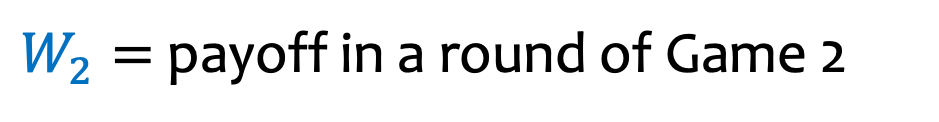 W₂ = payoff in a round of Game 2